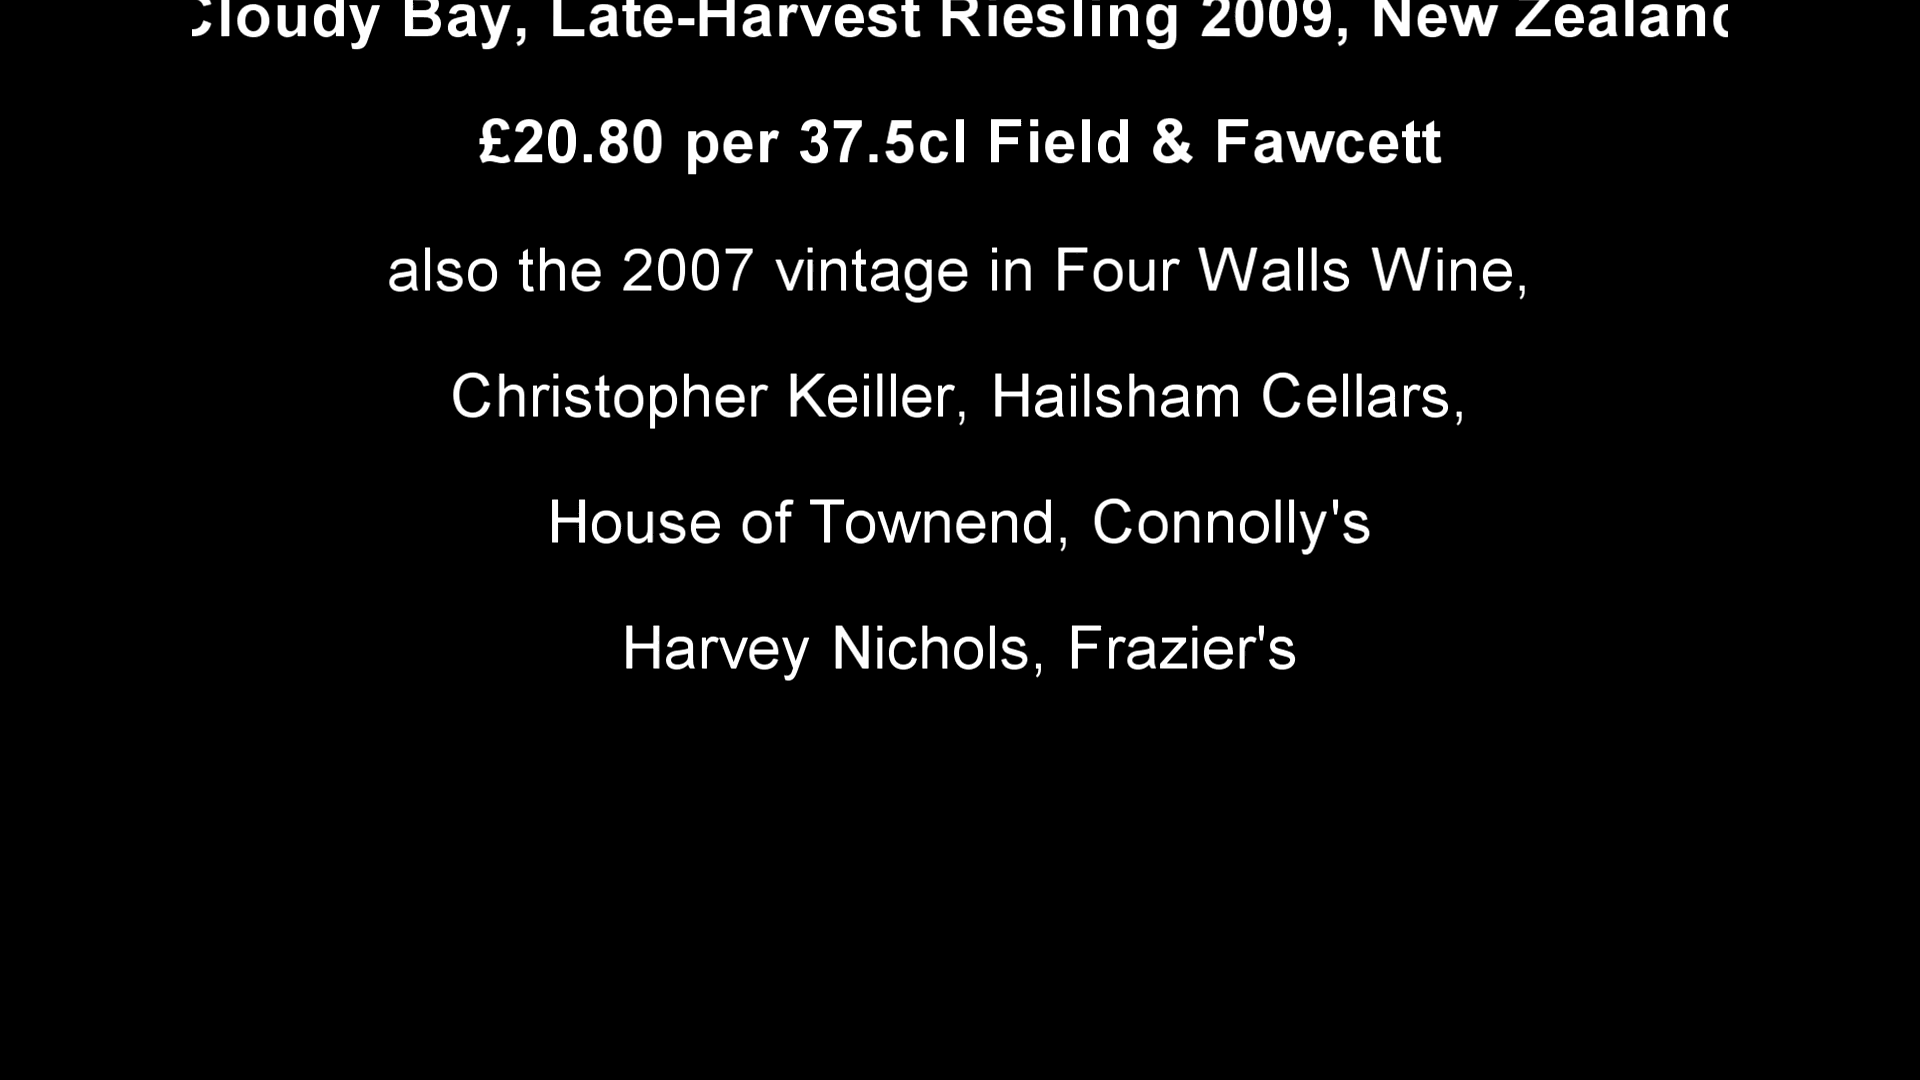 Cloudy Bay, Late-Harvest Riesling 2009, New Zealand
£20.80 per 37.5cl Field & Fawcett
also the 2007 vintage in Four Walls Wine,
Christopher Keiller, Hailsham Cellars,
House of Townend, Connolly's
Harvey Nichols, Frazier's